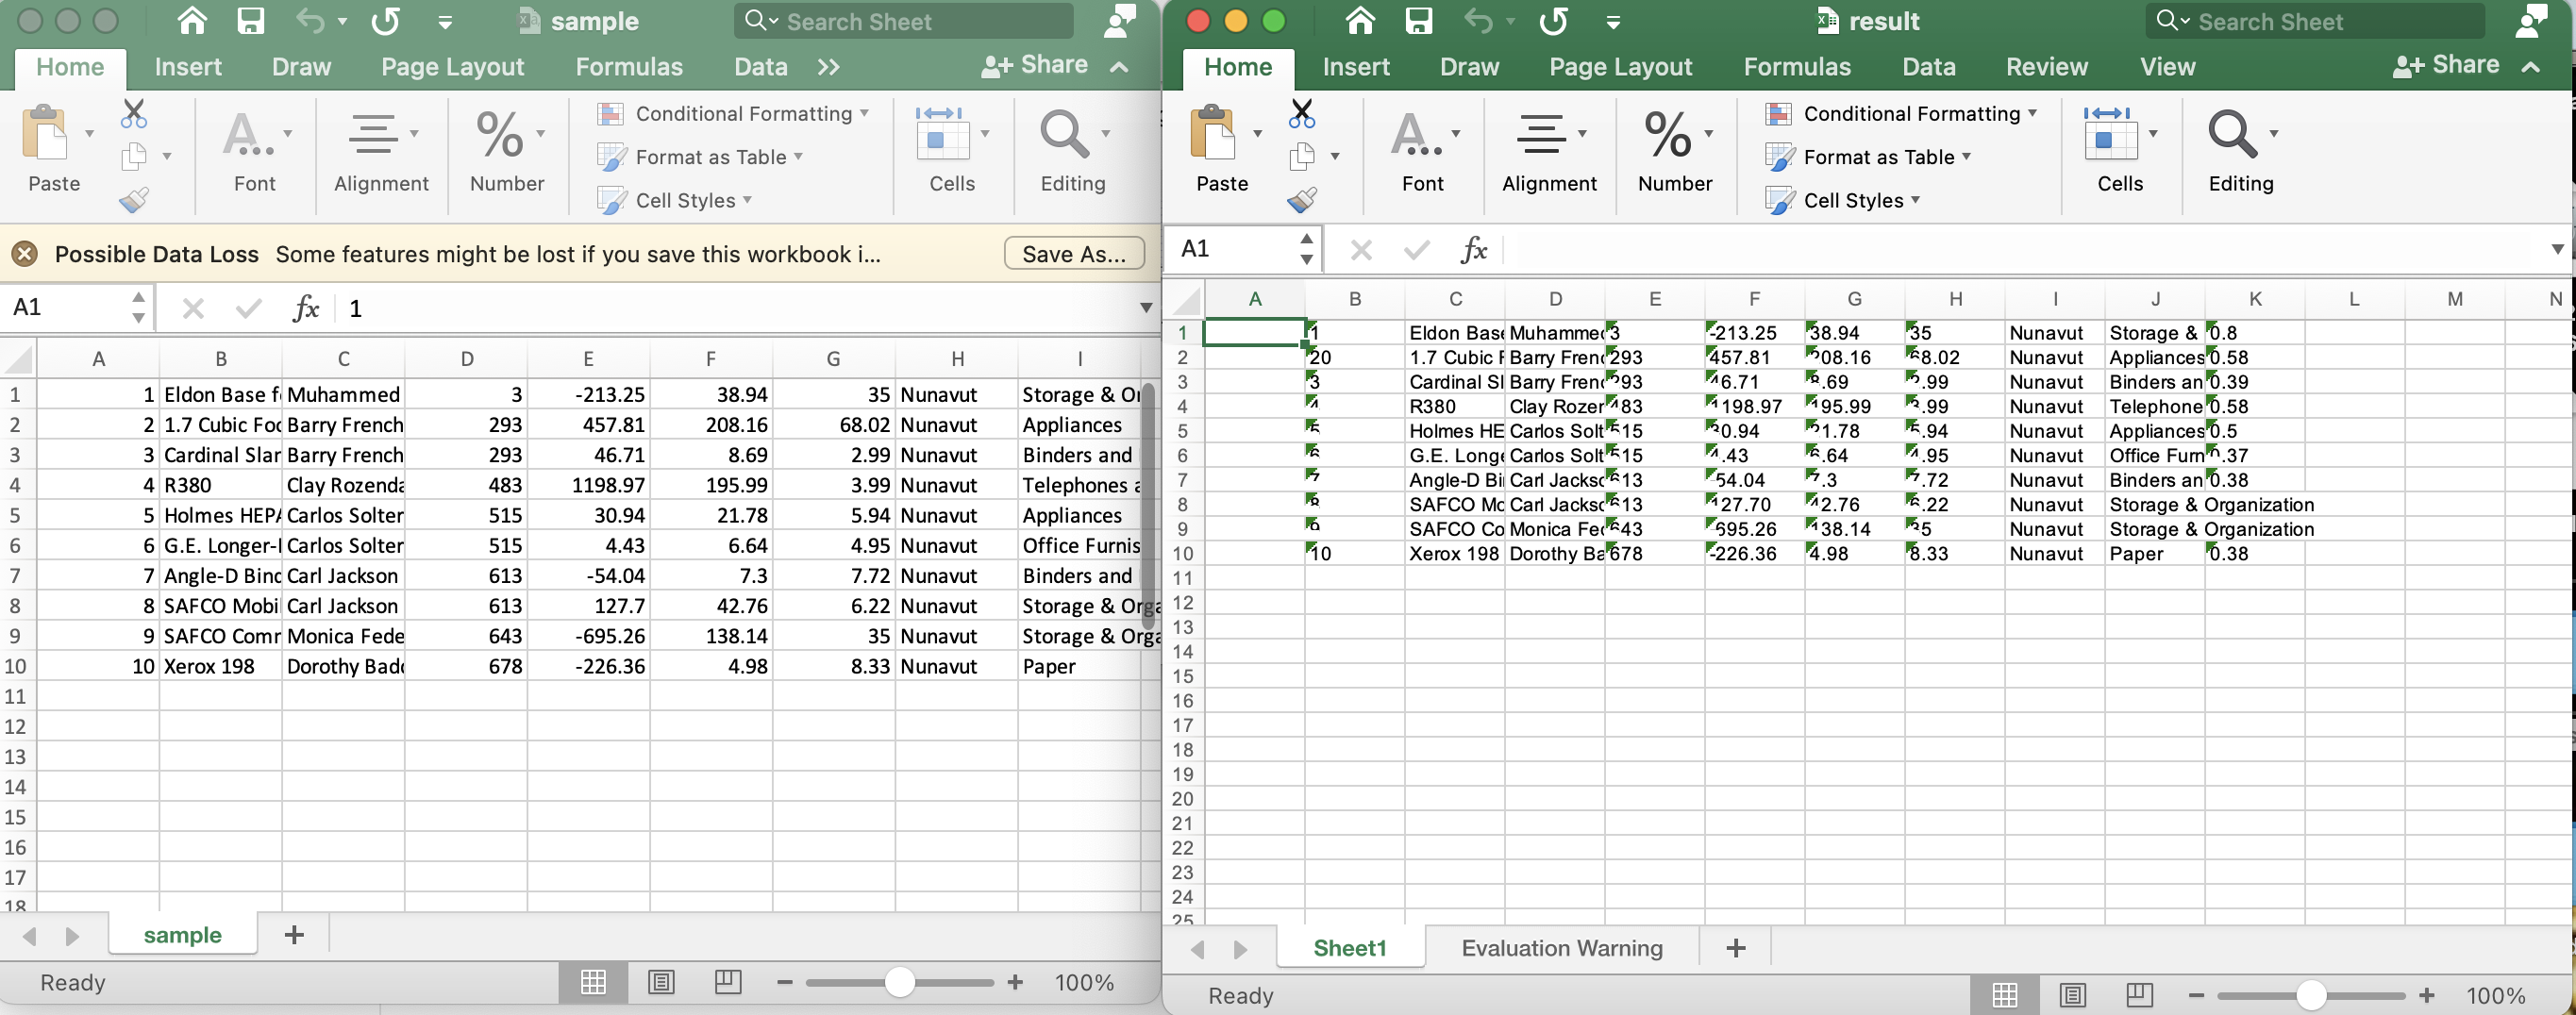 sample
Search Sheet
Home Insert Draw Page Layout Formulas Data >> Share
Paste
Font
Alignment
%
Number
Conditional Formatting
Format as Table
Cell Styles
Cells
Editing
Possible Data Loss Some features might be lost if you save this workbook i... Save As...
A1 fx 1
A B C D E F G H I
1 1 Eldon Base f Muhammed 3 -213.25 38.94 35 Nunavut Storage &
2 2 1.7 Cubic Foo Barry French 293 457.81 208.16 68.02 Nunavut Appliances
3 3 Cardinal Slan Barry French 293 46.71 8.69 2.99 Nunavut Binders and
4 4 R380 Clay Rozenda 483 1198.97 195.99 3.99 Nunavut Telephones
5 5 Holmes HEPA Carlos Solter 515 30.94 21.78 5.94 Nunavut Appliances
6 6 G.E. Longer- Carlos Solter 515 4.43 6.64 4.95 Nunavut Office Furnis
7 7 Angle-D Bind Carl Jackson 613 -54.04 7.3 7.72 Nunavut Binders and
8 8 SAFCO Mobi Carl Jackson 613 127.7 42.76 6.22 Nunavut Storage & Orga
9 9 SAFCO Comm Monica Fede 643 -695.26 138.14 35 Nunavut Storage & Orga
10 10 Xerox 198 Dorothy Bad 678 -226.36 4.98 8.33 Nunavut Paper
11
12
13
14
15
16
17
18
sample +
Ready 100%
result
Search Sheet
Home Insert Draw Page Layout Formulas Data Review View Share
Paste
Font
Alignment
%
Number
Conditional Formatting
Format as Table
Cell Styles
Cells
Editing
A1 fx
A B C D E F G H I J K L M N
1 1 Eldon Base Muhammed 3 -213.25 38.94 35 Nunavut Storage & 0.8
2 20 1.7 Cubic F Barry Frenc 293 457.81 208.16 68.02 Nunavut Appliances 0.58
3 3 Cardinal Sl Barry Frenc 293 46.71 8.69 2.99 Nunavut Binders an 0.39
4 4 R380 Clay Rozer 483 1198.97 195.99 3.99 Nunavut Telephone 0.58
5 5 Holmes HE Carlos Solt 515 30.94 21.78 5.94 Nunavut Appliances 0.5
6 6 G.E. Longe Carlos Solt 515 4.43 6.64 4.95 Nunavut Office Furn 0.37
7 7 Angle-D Bi Carl Jackso 613 -54.04 7.3 7.72 Nunavut Binders an 0.38
8 8 SAFCO Mo Carl Jackso 613 127.70 42.76 6.22 Nunavut Storage & Organization
9 9 SAFCO Co Monica Fec 643 -695.26 138.14 35 Nunavut Storage & Organization
10 10 Xerox 198 Dorothy Ba 678 -226.36 4.98 8.33 Nunavut Paper 0.38
11
12
13
14
15
16
17
18
19
20
21
22
23
24
25
Sheet1 Evaluation Warning +
Ready 100%